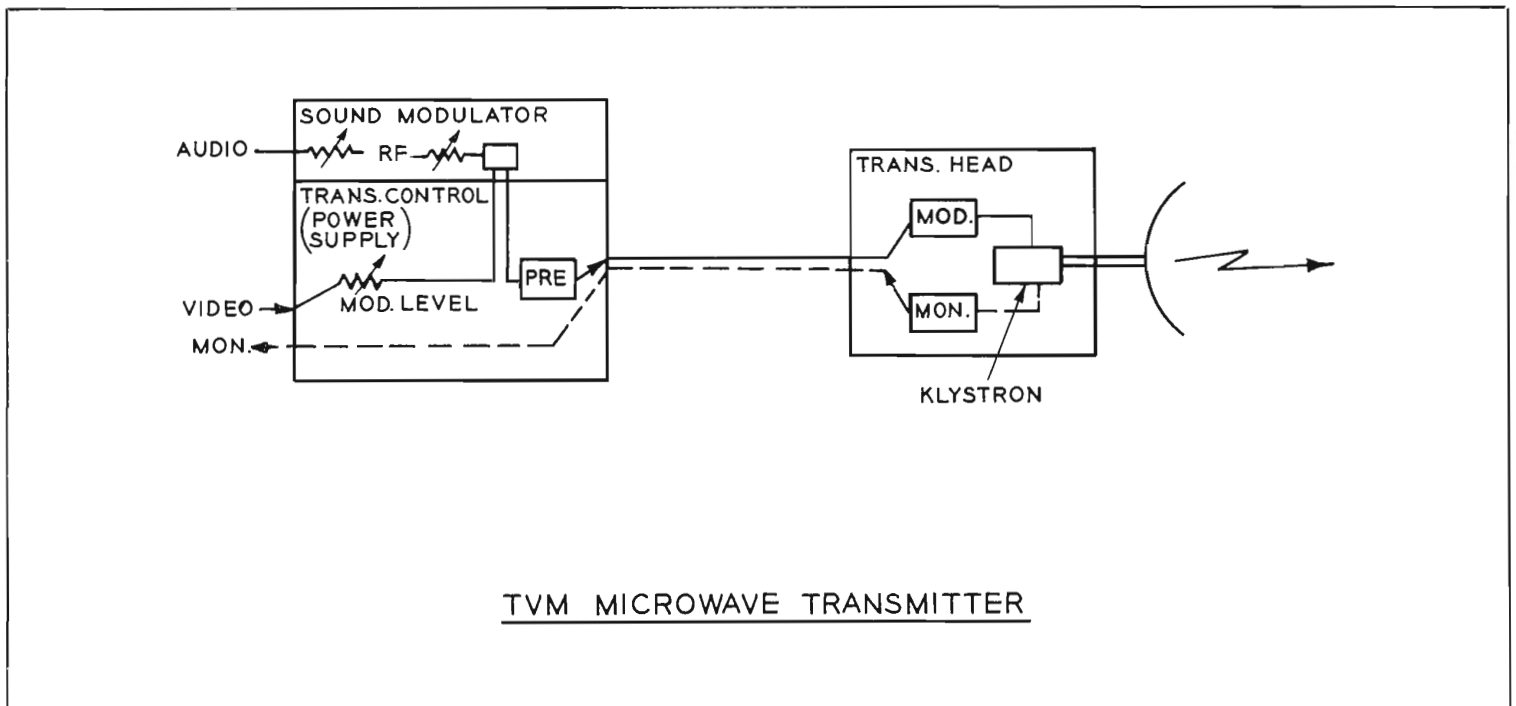 SOUND MODULATOR
AUDIO
RF
TRANS. CONTROL
(POWER
SUPPLY)
PRE
VIDEO
MOD. LEVEL
MON.
TRANS. HEAD
MOD.
MON.
KLYSTRON
TVM MICROWAVE TRANSMITTER